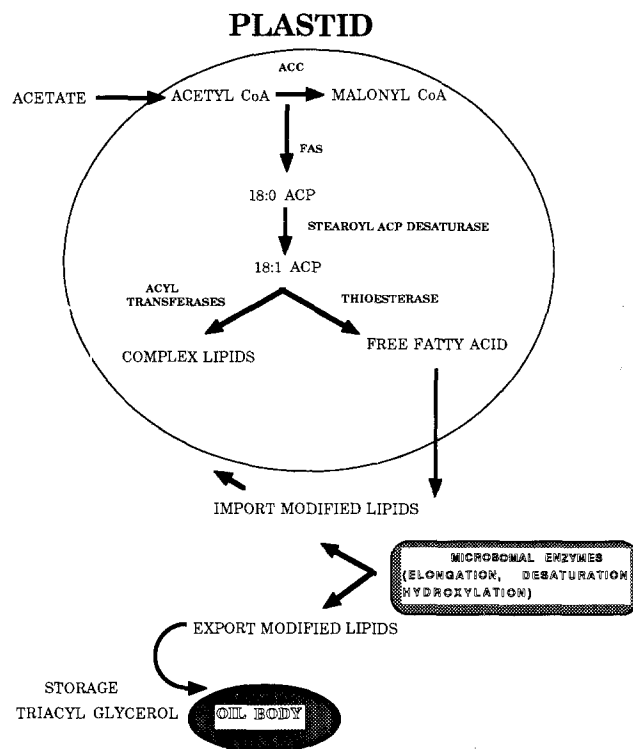 PLASTID
ACC
ACETATE
ACETYL CoA
MALONYL CoA
FAS
18:0 ACP
STEAROYL ACP DESATURASE
18:1 ACP
ACYL
TRANSFERASES
THIOESTERASE
COMPLEX LIPIDS
FREE FATTY ACID
IMPORT MODIFIED LIPIDS
MICROSOMAL ENZYMES
(ELONGATION, DESATURATION
HYDROXYLATION)
EXPORT MODIFIED LIPIDS
STORAGE
TRIACYL GLYCEROL
OIL BODY